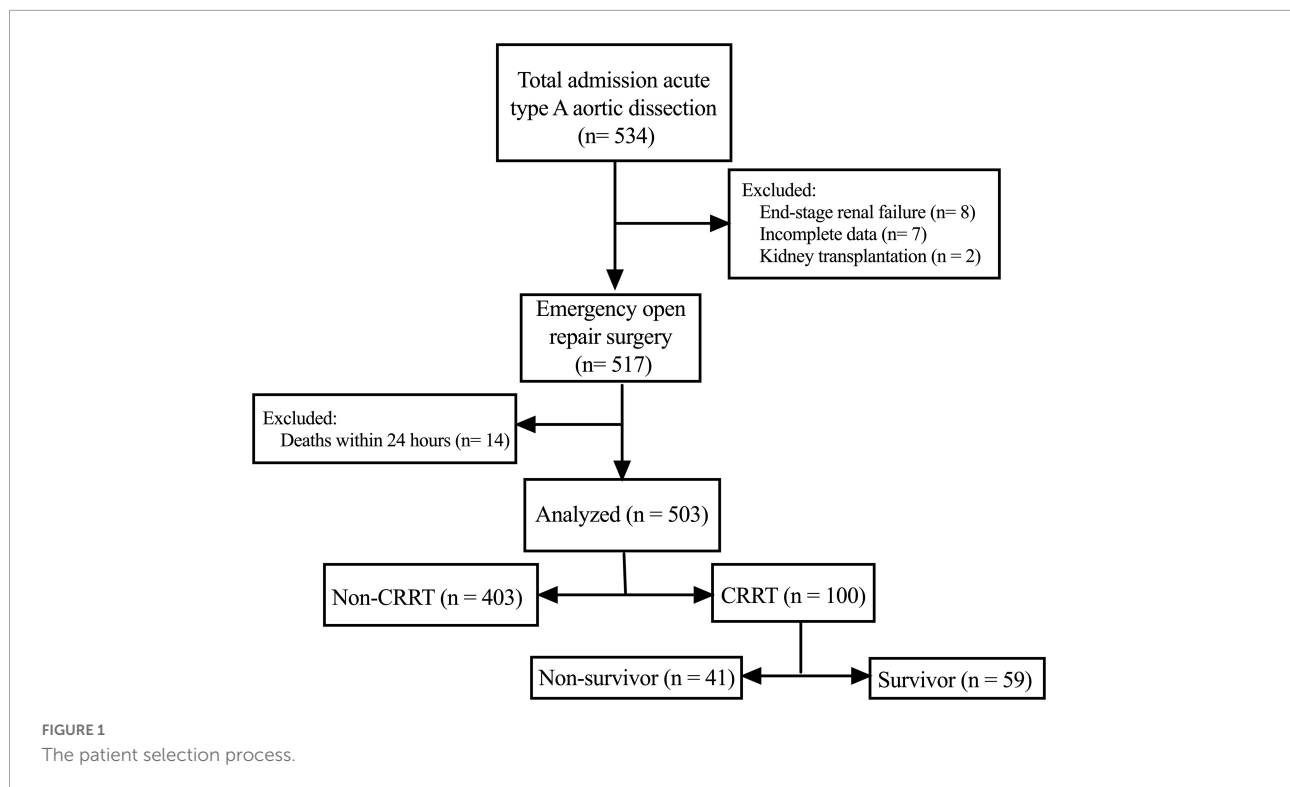 Total admission acute
type A aortic dissection
(n= 534)
Excluded:
End-stage renal failure (n= 8)
Incomplete data (n= 7)
Kidney transplantation (n = 2)
Emergency open
repair surgery
(n= 517)
Excluded:
Deaths within 24 hours (n= 14)
Analyzed (n = 503)
Non-CRRT (n = 403)
CRRT (n = 100)
Non-survivor (n = 41)
Survivor (n = 59)
FIGURE 1
The patient selection process.